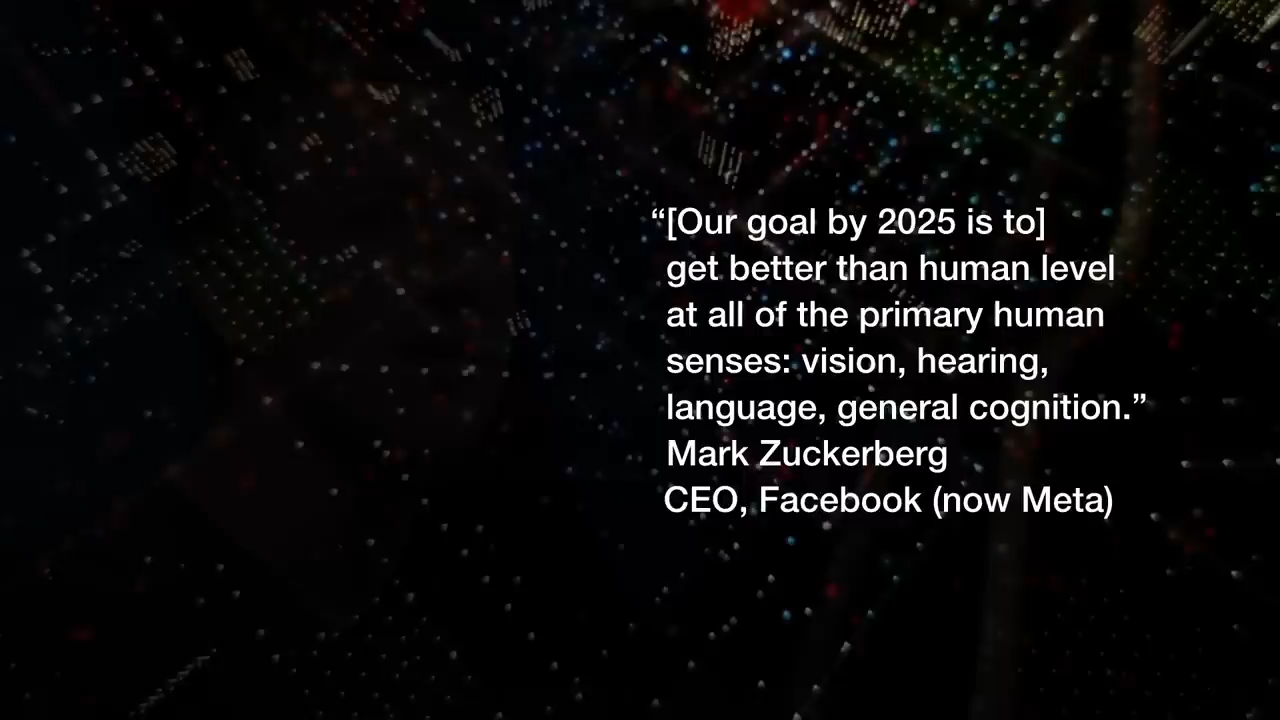 “[Our goal by 2025 is to]
get better than human level
at all of the primary human
senses: vision, hearing,
language, general cognition.”
Mark Zuckerberg
CEO, Facebook (now Meta)